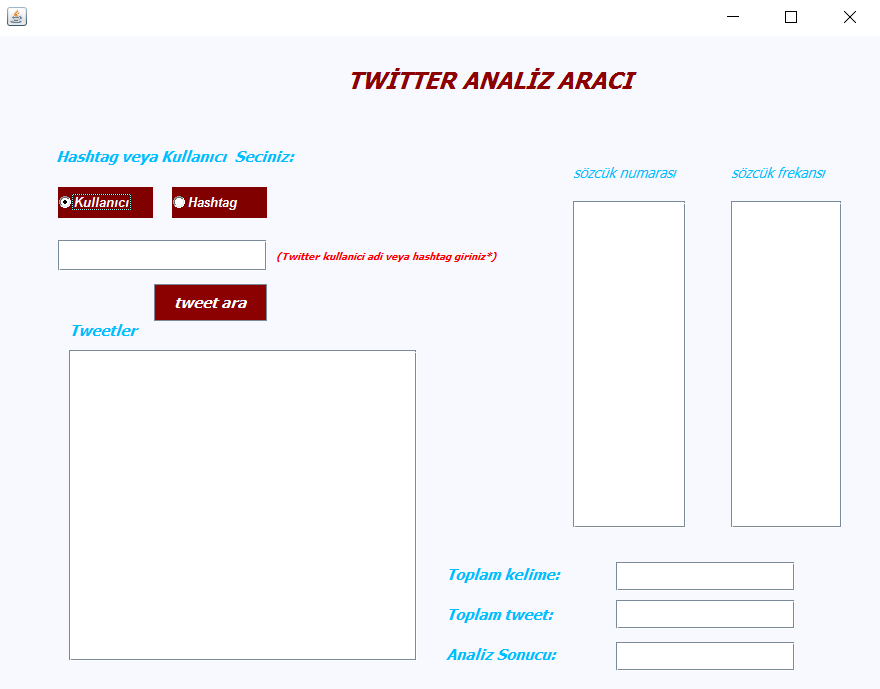 TWİTTER ANALİZ ARACI
Hashtag veya Kullanıcı Seciniz:
Kullanıcı
Hashtag
(Twitter kullanici adi veya hashtag giriniz*)
tweet ara
Tweetler
sözcük numarası
sözcük frekansı
Toplam kelime:
Toplam tweet:
Analiz Sonucu: